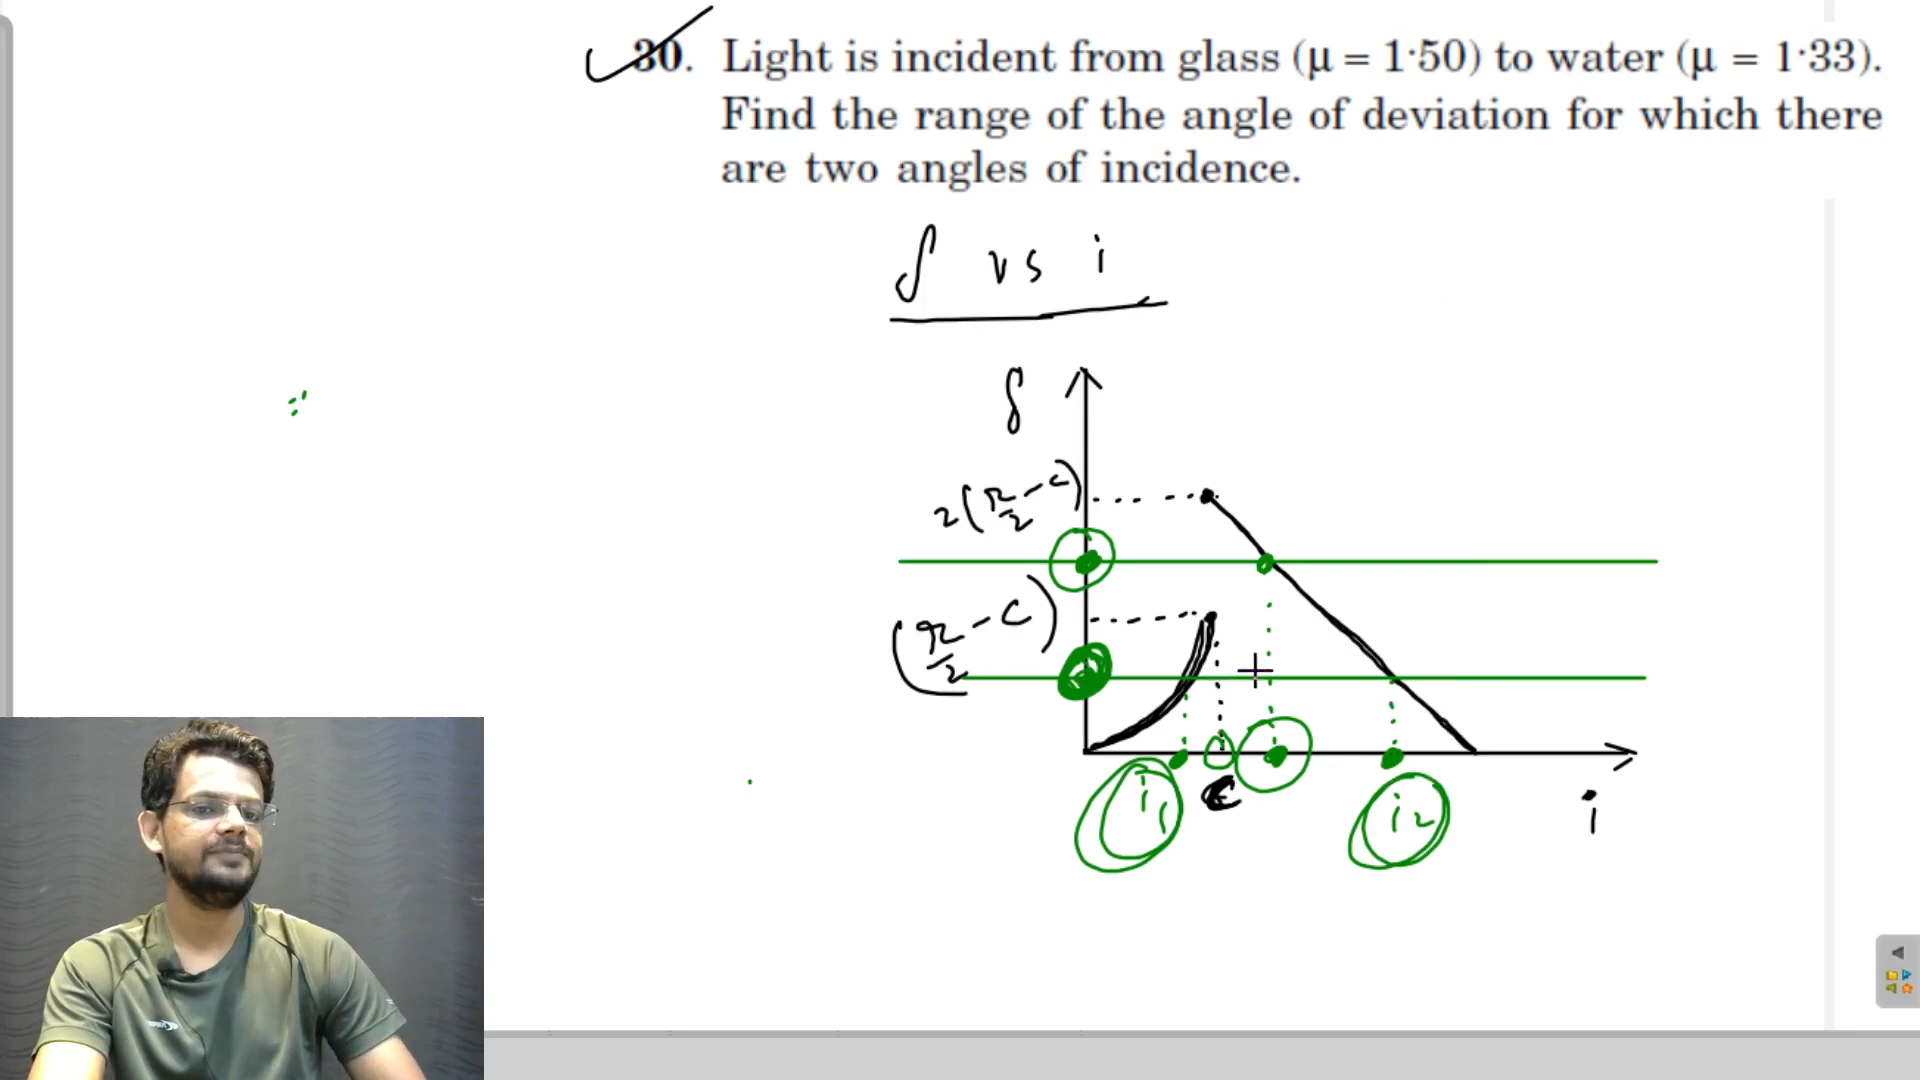 30. Light is incident from glass (μ = 1·50) to water (μ = 1·33).
Find the range of the angle of deviation for which there
are two angles of incidence.
δ vs i
δ
2(π/2 - c)
(π/2 - c)
i₁
c
i₂
i